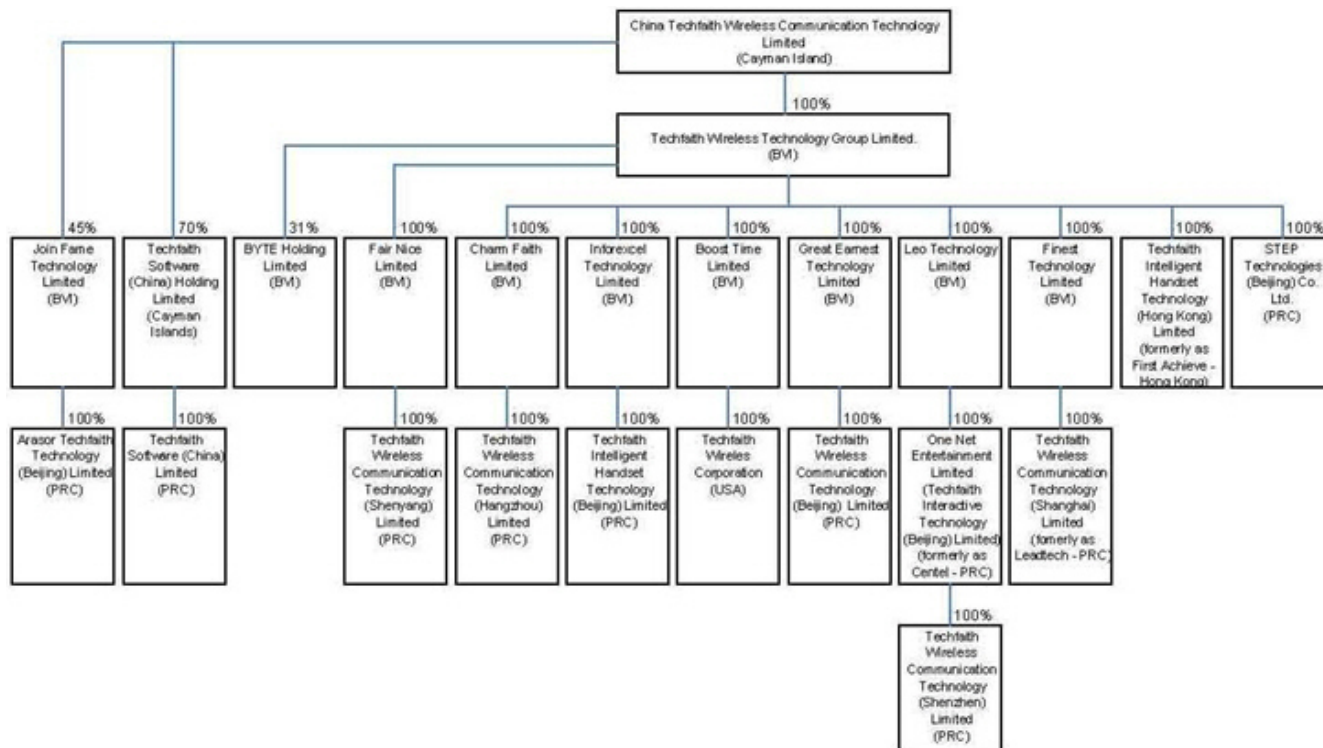 China Techfaith Wireless Communication Technology
Limited
(Cayman Island)
100%
Techfaith Wireless Technology Group Limited.
(BVI)
45%
Join Fame
Technology
Limited
(BVI)
70%
Techfaith
Software
(China) Holding
Limited
(Cayman
Islands)
31%
BYTE Holding
Limited
(BVI)
100%
Fair Nice
Limited
(BVI)
100%
Charm Faith
Limited
(BVI)
100%
Inforexcel
Technology
Limited
(BVI)
100%
Boost Time
Limited
(BVI)
100%
Great Earnest
Technology
Limited
(BVI)
100%
Leo Technology
Limited
(BVI)
100%
Finest
Technology
Limited
(BVI)
100%
Techfaith
Intelligent
Handset
Technology
(Hong Kong)
Limited
(formerly as
First Achieve -
Hong Kong)
100%
STEP
Technologies
(Beijing) Co.
Ltd.
(PRC)
100%
Arasor Techfaith
Technology
(Beijing) Limited
(PRC)
100%
Techfaith
Software (China)
Limited
(PRC)
100%
Techfaith
Wireless
Communication
Technology
(Shenyang)
Limited
(PRC)
100%
Techfaith
Wireless
Communication
Technology
(Hangzhou)
Limited
(PRC)
100%
Techfaith
Intelligent
Handset
Technology
(Beijing) Limited
(PRC)
100%
Techfaith
Wireles
Corporation
(USA)
100%
Techfaith
Wireless
Communication
Technology
(Beijing) Limited
(PRC)
100%
One Net
Entertainment
Limited
(Techfaith
Interactive
Technology
(Beijing) Limited)
(formerly as
Centel - PRC)
100%
Techfaith
Wireless
Communication
Technology
(Shanghai)
Limited
(fomerly as
Leadtech - PRC)
100%
Techfaith
Wireless
Communication
Technology
(Shenzhen)
Limited
(PRC)